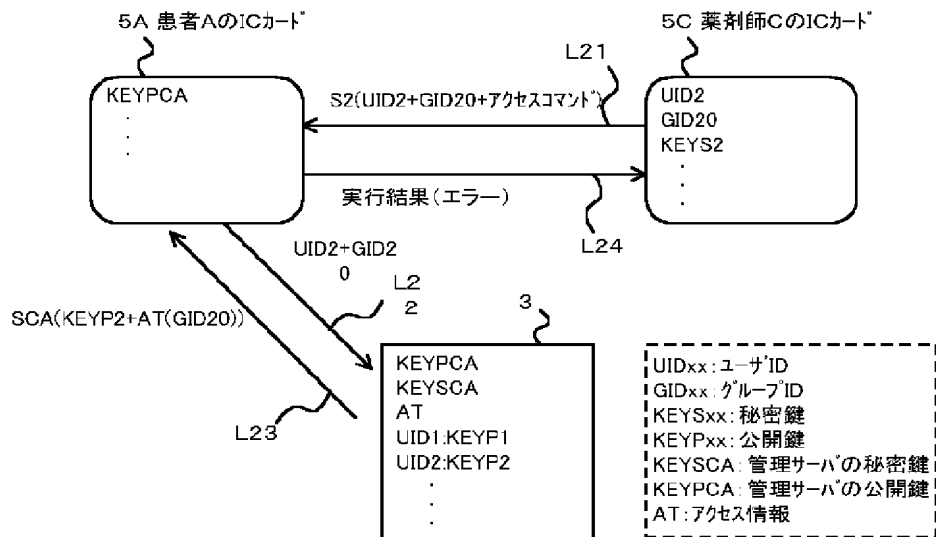 5A 患者AのICカード
5C 薬剤師CのICカード
L21
KEYPCA
・
・
・
S2(UID2+GID20+アクセスコマンド)
UID2
GID20
KEYS2
・
・
・
実行結果(エラー)
L24
UID2+GID2
0
L2
2
SCA(KEYP2+AT(GID20))
L23
3
KEYPCA
KEYSCA
AT
UID1:KEYP1
UID2:KEYP2
・
・
・
UIDxx:ユーザID
GIDxx:グループID
KEYSxx:秘密鍵
KEYPxx:公開鍵
KEYSCA:管理サーバの秘密鍵
KEYPCA:管理サーバの公開鍵
AT:アクセス情報